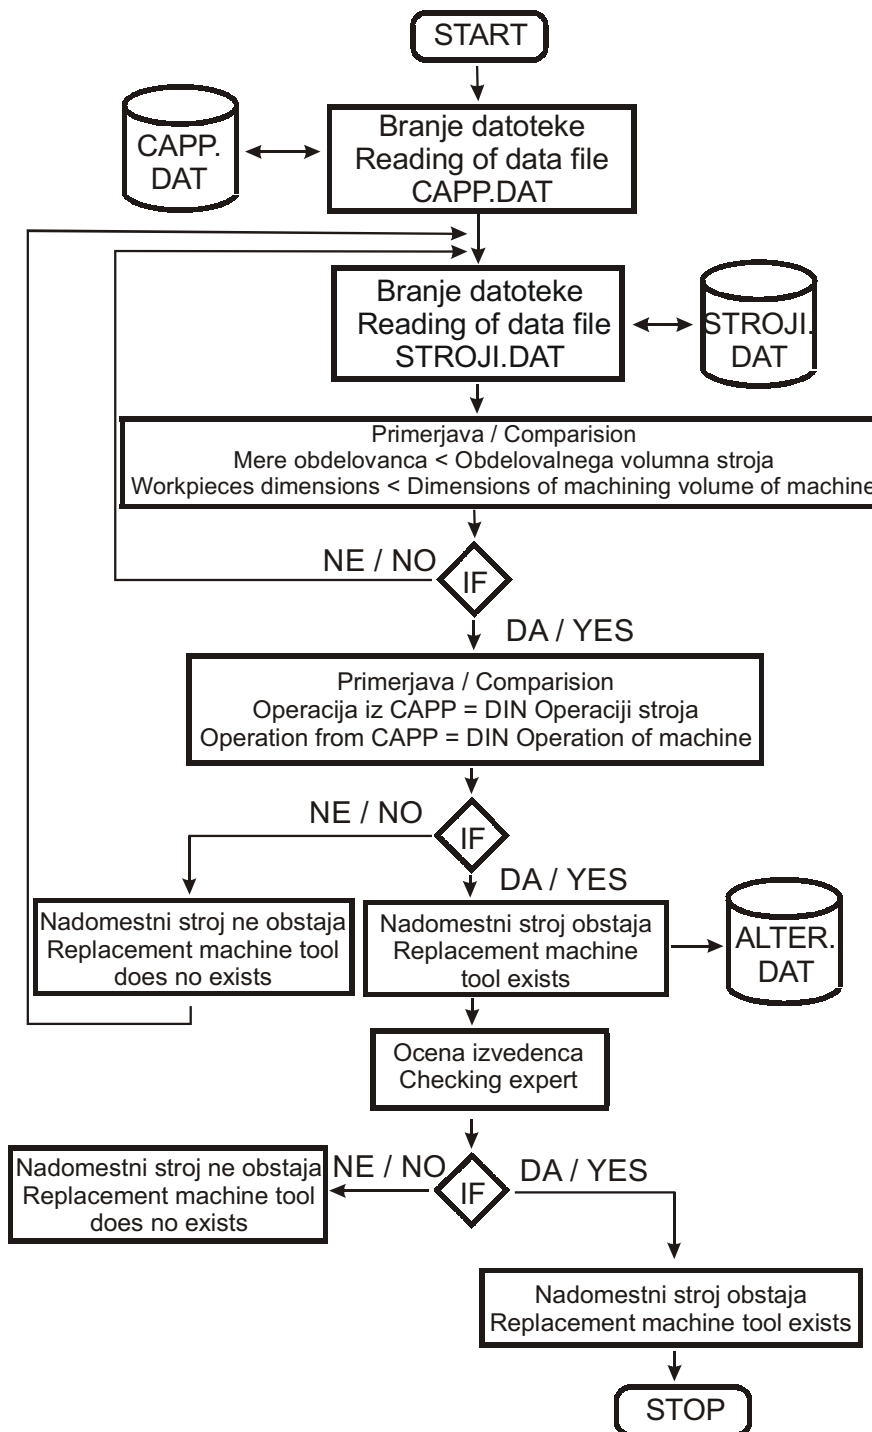 START
CAPP.
DAT
Branje datoteke
Reading of data file
CAPP.DAT
Branje datoteke
Reading of data file
STROJI.DAT
STROJI.
DAT
Primerjava / Comparision
Mere obdelovanca < Obdelovalnega volumna stroja
Workpieces dimensions < Dimensions of machining volume of machine
NE / NO
IF
DA / YES
Primerjava / Comparision
Operacija iz CAPP = DIN Operaciji stroja
Operation from CAPP = DIN Operation of machine
NE / NO
IF
DA / YES
Nadomestni stroj ne obstaja
Replacement machine tool
does no exists
Nadomestni stroj obstaja
Replacement machine
tool exists
ALTER.
DAT
Ocena izvedenca
Checking expert
Nadomestni stroj ne obstaja
Replacement machine tool
does no exists
NE / NO
IF
DA / YES
Nadomestni stroj obstaja
Replacement machine tool exists
STOP